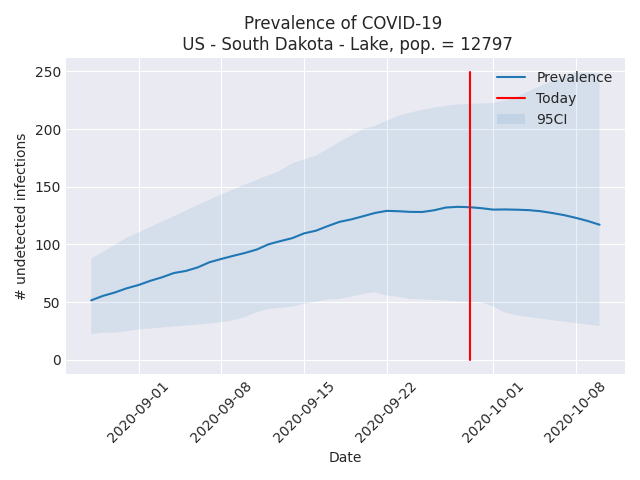 Prevalence of COVID-19
US - South Dakota - Lake, pop. = 12797
250
200
150
100
50
0
# undetected infections
Prevalence
Today
95CI
2020-09-01
2020-09-08
2020-09-15
2020-09-22
2020-10-01
2020-10-08
Date